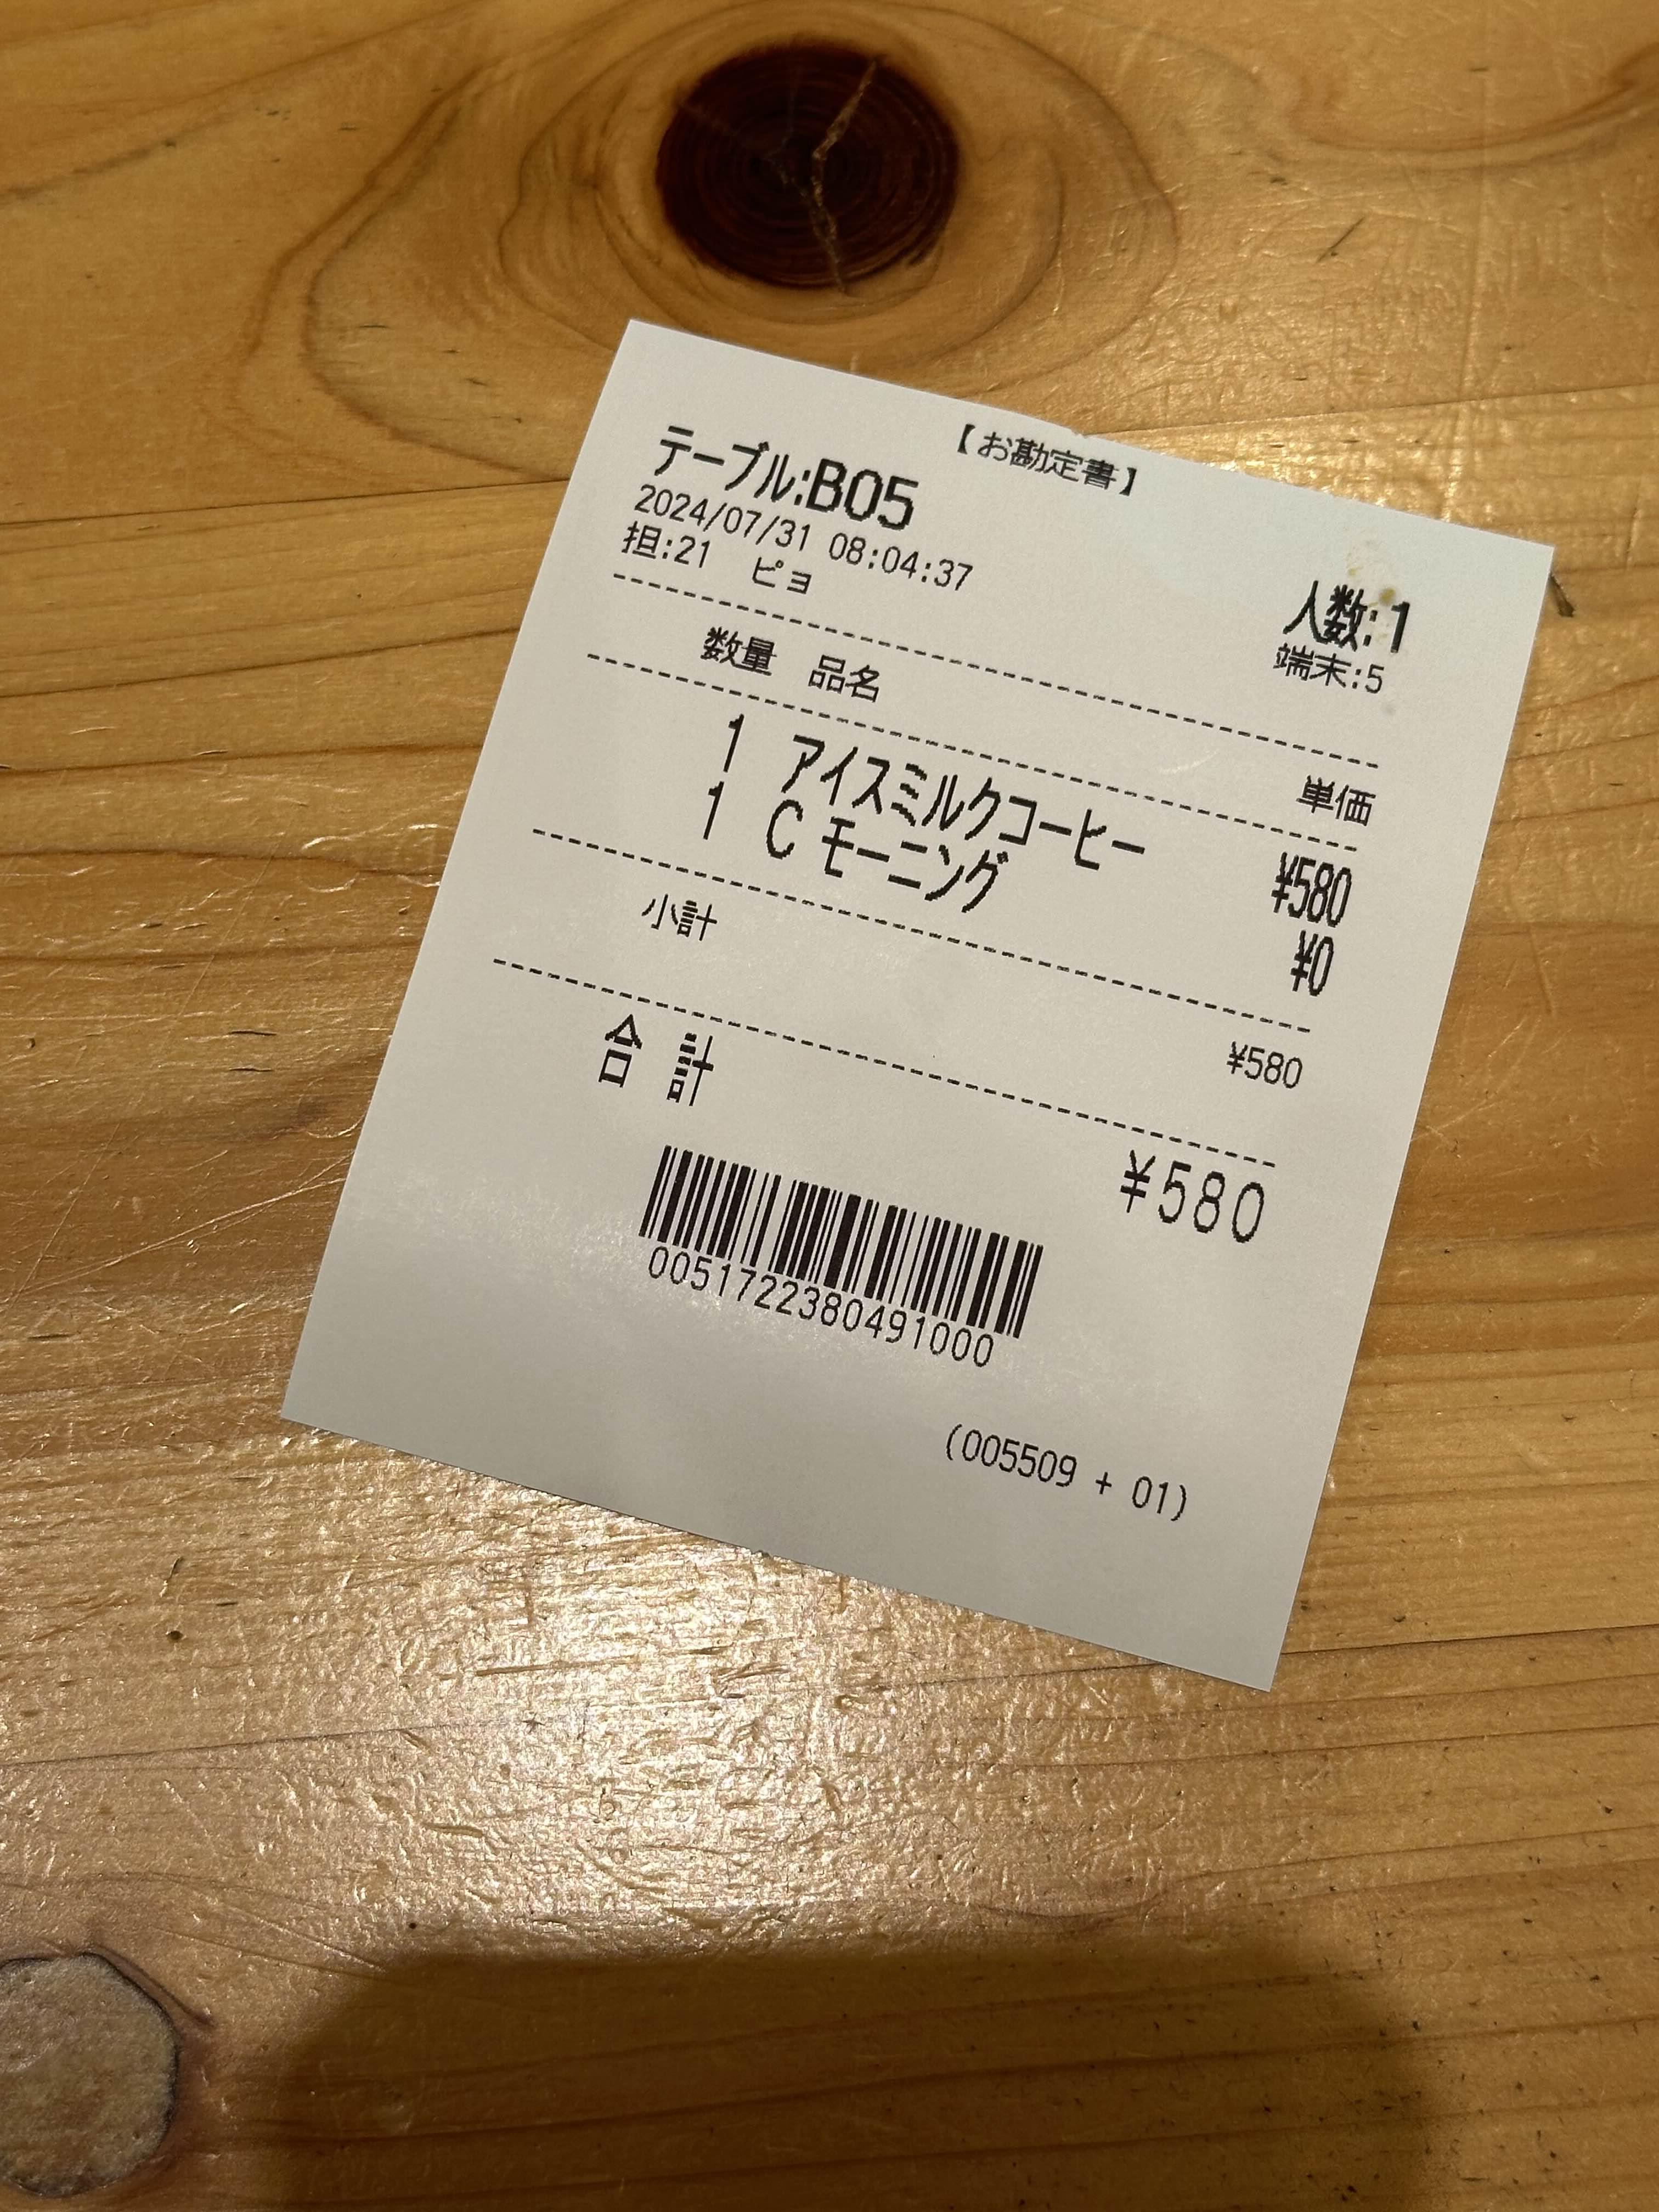 【お勘定書】
テーブル:B05 人数:1
2024/07/31 08:04:37 端末:5
担:21 ピョ
数量 品名 単価
1 アイスミルクコーヒー ¥580
1 C モーニング ¥0
小計 ¥580
合計 ¥580
0051722380491000
(005509 + 01)